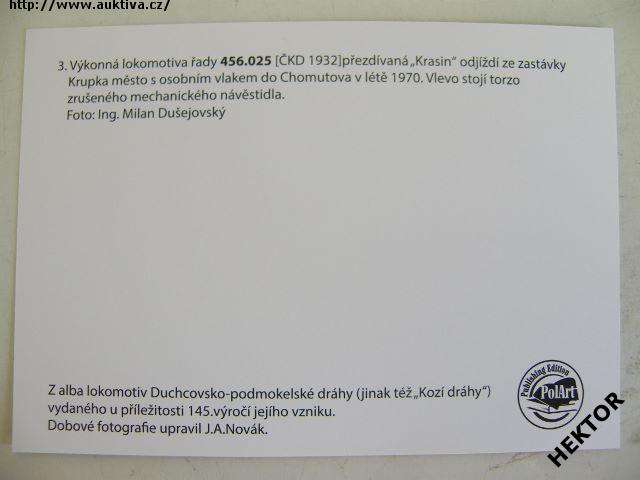 http://www.auktiva.cz/
3. Výkonná lokomotiva řady 456.025 [ČKD 1932]přezdívaná „Krasin“ odjíždí ze zastávky
Krupka město s osobním vlakem do Chomutova v létě 1970. Vlevo stojí torzo
zrušeného mechanického návěstidla.
Foto: Ing. Milan Dušejovský
Z alba lokomotiv Duchcovsko-podmokelské dráhy (jinak též „Kozí dráhy“)
vydaného u příležitosti 145.výročí jejího vzniku.
Dobové fotografie upravil J.A.Novák.
Publishing Edition
PolArt
HEKTOR